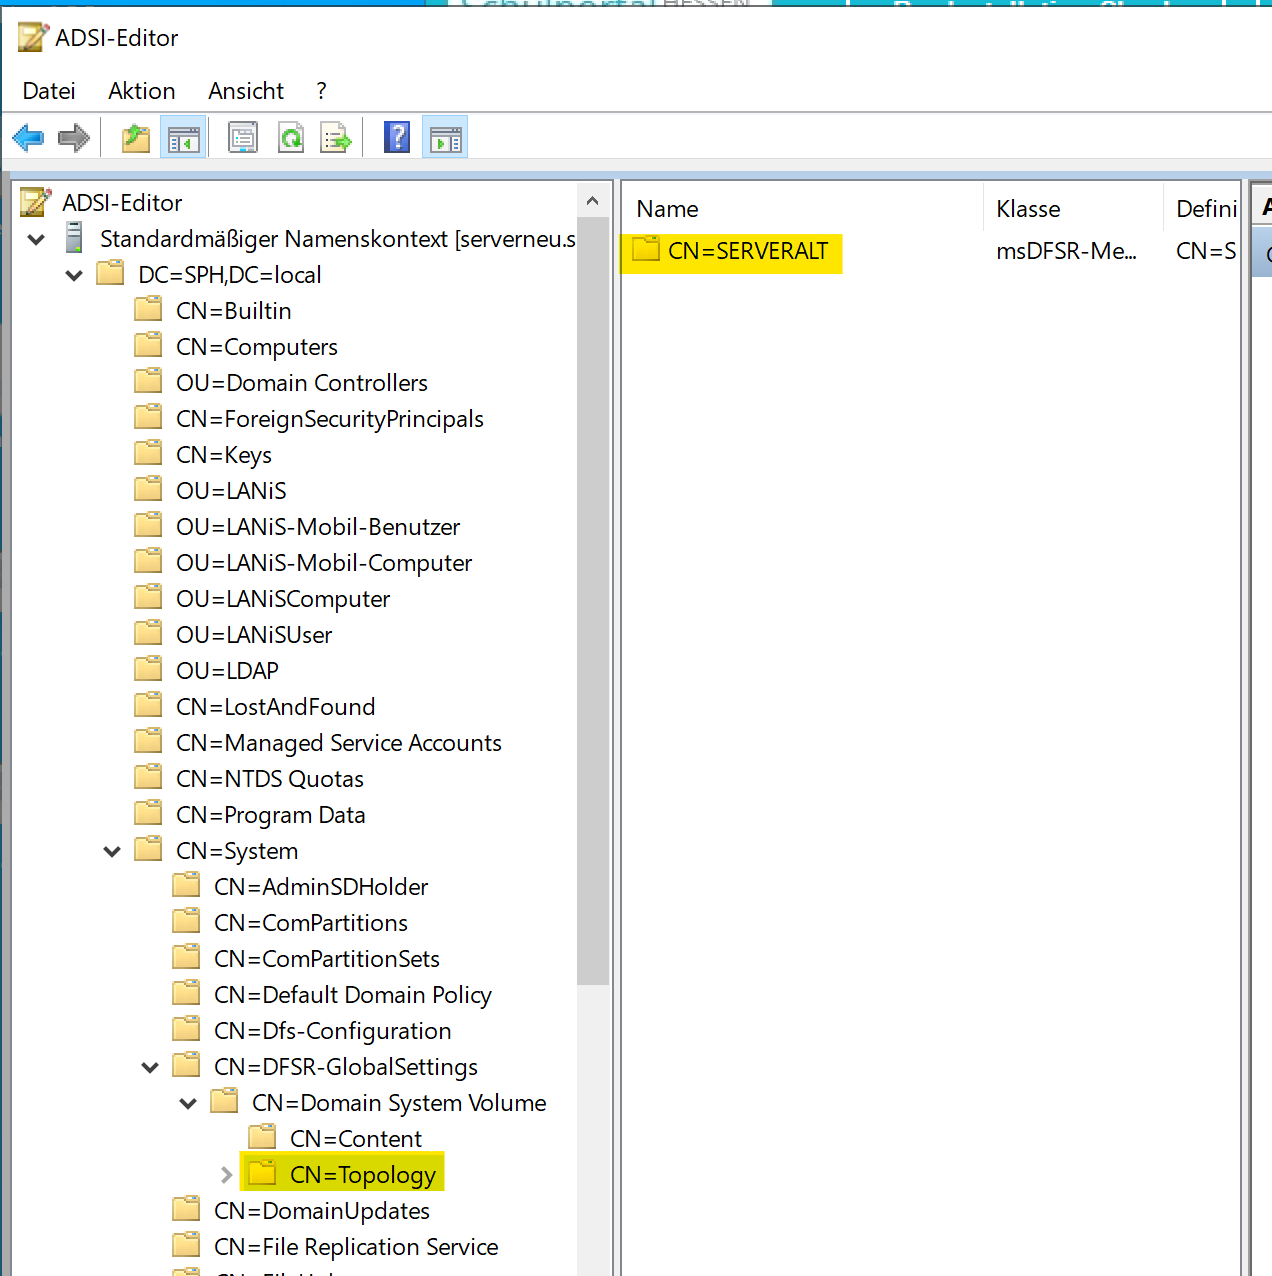 ADSI-Editor
Datei Aktion Ansicht ?
ADSI-Editor
Standardmäßiger Namenskontext [serverneu.s
DC=SPH,DC=local
CN=Builtin
CN=Computers
OU=Domain Controllers
CN=ForeignSecurityPrincipals
CN=Keys
OU=LANiS
OU=LANiS-Mobil-Benutzer
OU=LANiS-Mobil-Computer
OU=LANiSComputer
OU=LANiSUser
OU=LDAP
CN=LostAndFound
CN=Managed Service Accounts
CN=NTDS Quotas
CN=Program Data
CN=System
CN=AdminSDHolder
CN=ComPartitions
CN=ComPartitionSets
CN=Default Domain Policy
CN=Dfs-Configuration
CN=DFSR-GlobalSettings
CN=Domain System Volume
CN=Content
CN=Topology
CN=DomainUpdates
CN=File Replication Service
Name Klasse Defini
CN=SERVERALT msDFSR-Me... CN=S